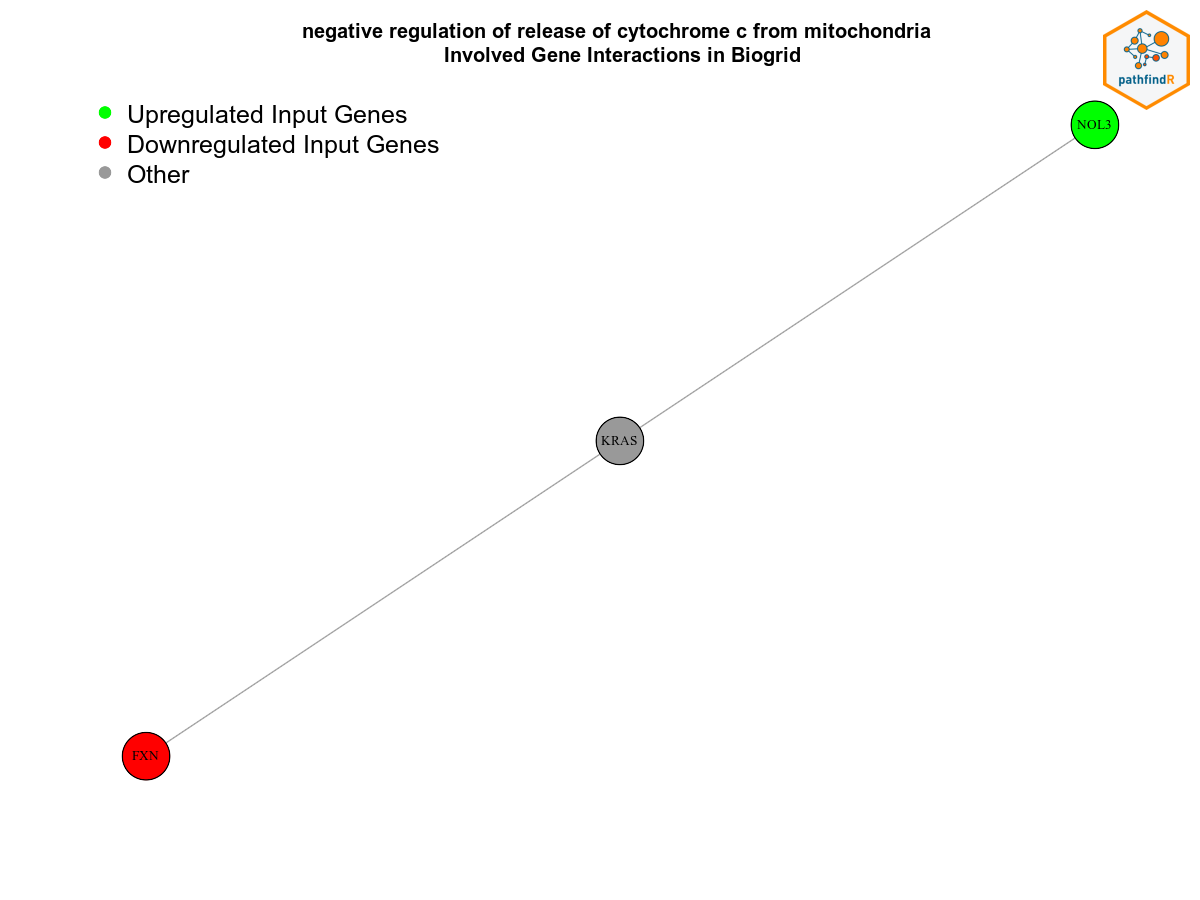 negative regulation of release of cytochrome c from mitochondria
Involved Gene Interactions in Biogrid
pathfindR
Upregulated Input Genes
Downregulated Input Genes
Other
NOL3
KRAS
FXN